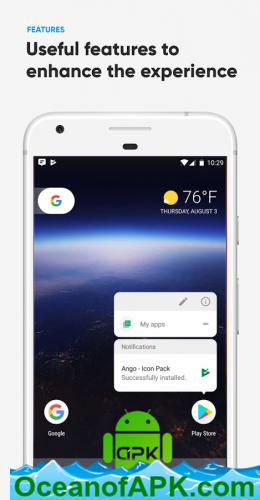 FEATURES
Useful features to
enhance the experience
10:29
G
76°F
THURSDAY, AUGUST 3
My apps
Notifications
Ango - Icon Pack
Successfully installed.
Google
Play Store
APK
OceanofAPK.com